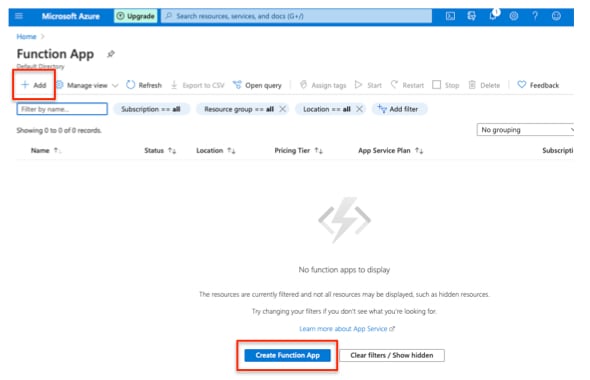 Microsoft Azure Upgrade Search resources, services, and docs (G+/) 1
Home >
Function App
Default Directory
+ Add Manage view Refresh Export to CSV Open query Assign tags Start Restart Stop Delete Feedback
Filter by name... Subscription == all Resource group == all Location == all Add filter
Showing 0 to 0 of 0 records. No grouping
Name ↑↓ Status ↑↓ Location ↑↓ Pricing Tier ↑↓ App Service Plan ↑↓ Subscripti
No function apps to display
The resources are currently filtered and not all resources may be displayed, such as hidden resources.
Try changing your filters if you don't see what you're looking for.
Learn more about App Service
Create Function App Clear filters / Show hidden